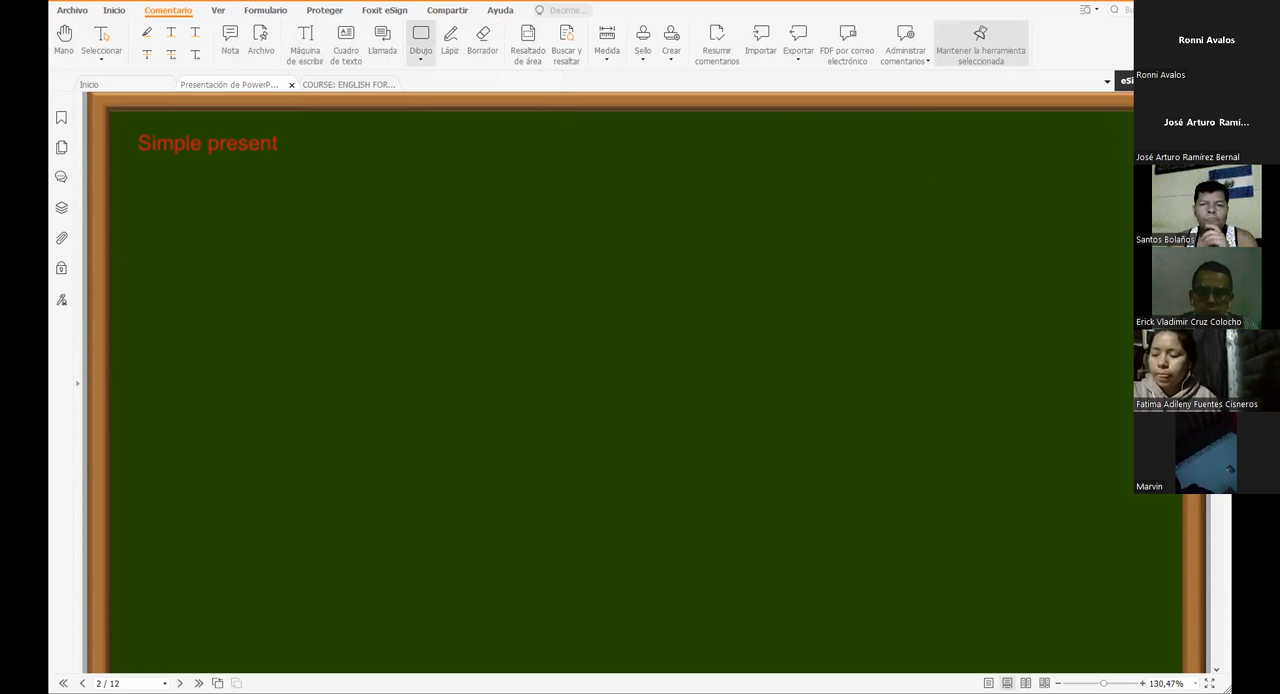 Archivo Inicio Comentario Ver Formulario Proteger Foxit eSign Compartir Ayuda Decirme...
Mano Seleccionar Nota Archivo Máquina de escribir Cuadro de texto Llamada Dibujo Lápiz Borrador Resaltado de área Buscar y resaltar Medida Sello Crear Resumir comentarios Importar Exportar FDF por correo electrónico Administrar comentarios Mantener la herramienta seleccionada
Inicio Presentación de PowerP... COURSE: ENGLISH FOR...
Simple present
Ronni Avalos
Ronni Avalos
José Arturo Ramí...
José Arturo Ramírez Bernal
Santos Bolaños
Erick Vladimir Cruz Colocho
Fatima Adileny Fuentes Cisneros
Marvin
2 / 12
130,47%